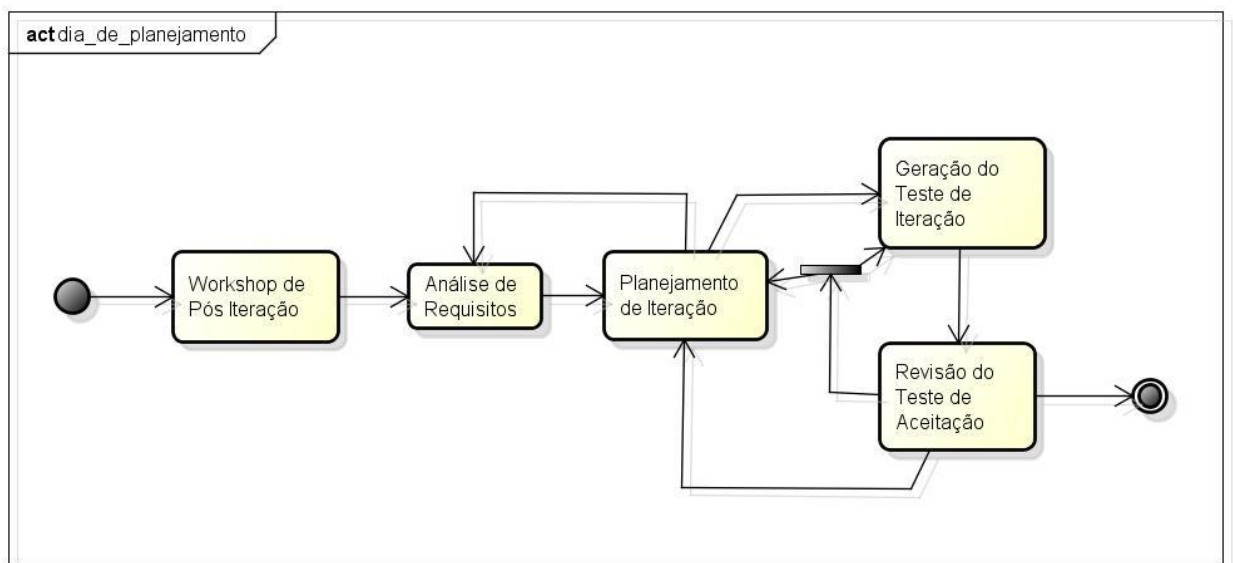 act dia_de_planejamento
Workshop de
Pós Iteração
Análise de
Requisitos
Planejamento
de Iteração
Geração do
Teste de
Iteração
Revisão do
Teste de
Aceitação